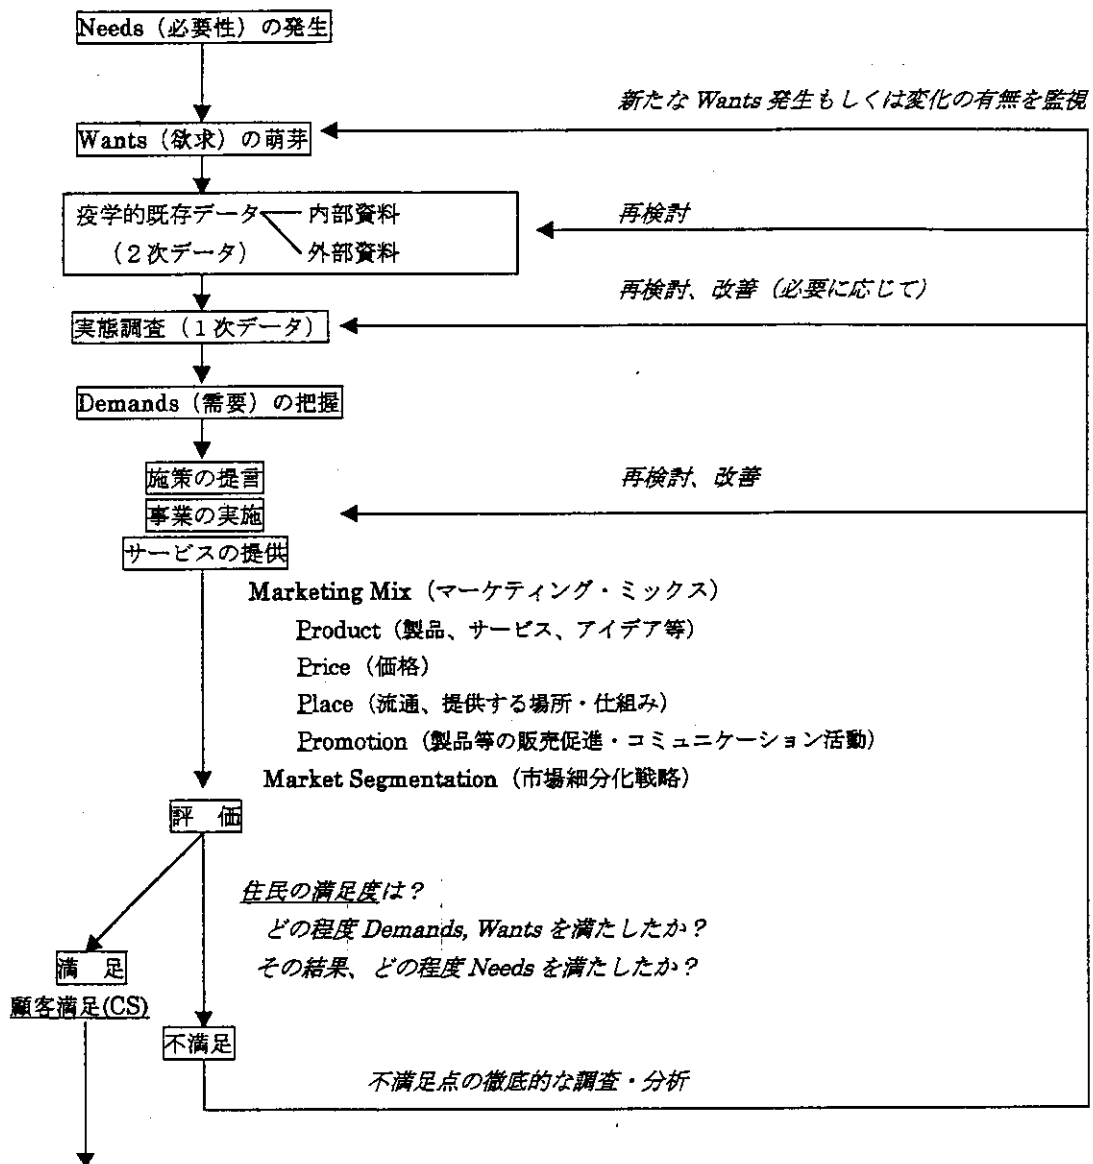 Needs（必要性）の発生
新たな Wants 発生もしくは変化の有無を監視
Wants（欲求）の萌芽
疫学的既存データ 内部資料
（2次データ） 外部資料
再検討
再検討、改善（必要に応じて）
実態調査（1次データ）
Demands（需要）の把握
施策の提言
再検討、改善
事業の実施
サービスの提供
Marketing Mix（マーケティング・ミックス）
Product（製品、サービス、アイデア等）
Price（価格）
Place（流通、提供する場所・仕組み）
Promotion（製品等の販売促進・コミュニケーション活動）
Market Segmentation（市場細分化戦略）
評　価
住民の満足度は？
どの程度 Demands, Wants を満たしたか？
その結果、どの程度 Needs を満たしたか？
満　足
顧客満足(CS)
不満足
不満足点の徹底的な調査・分析